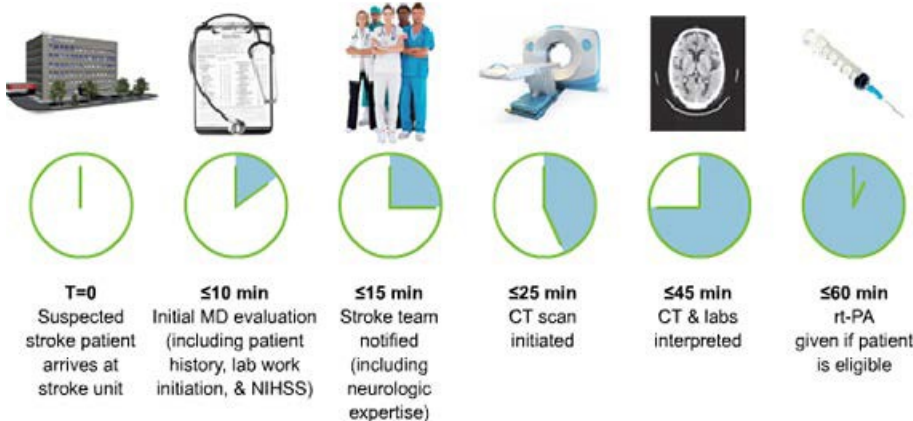 T=0
Suspected
stroke patient
arrives at
stroke unit
≤10 min
Initial MD evaluation
(including patient
history, lab work
initiation, & NIHSS)
≤15 min
Stroke team
notified
(including
neurologic
expertise)
≤25 min
CT scan
initiated
≤45 min
CT & labs
interpreted
≤60 min
rt-PA
given if patient
is eligible